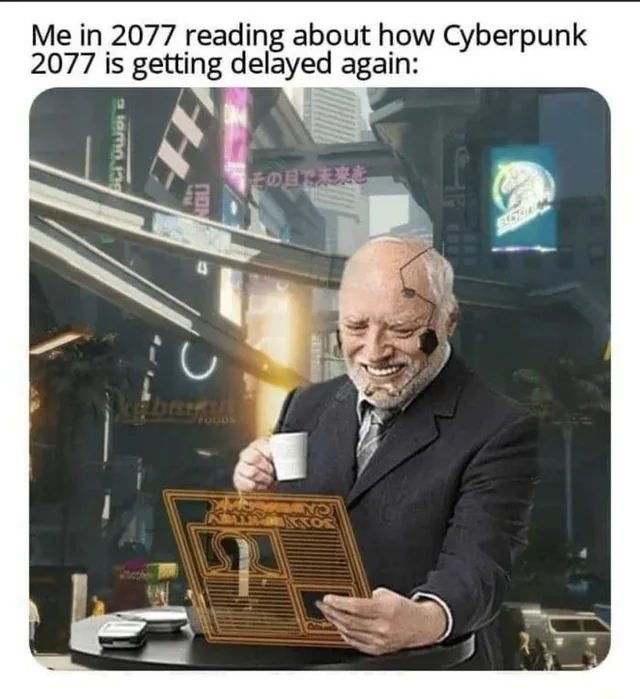 Me in 2077 reading about how Cyberpunk
2077 is getting delayed again:
その目で未来を
FOODS